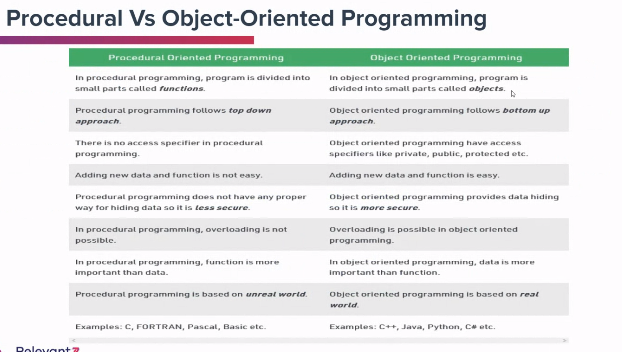 Procedural Vs Object-Oriented Programming
Procedural Oriented Programming
Object Oriented Programming
In procedural programming, program is divided into
small parts called functions.
In object oriented programming, program is
divided into small parts called objects.
Procedural programming follows top down
approach.
Object oriented programming follows bottom up
approach.
There is no access specifier in procedural
programming.
Object oriented programming have access
specifiers like private, public, protected etc.
Adding new data and function is not easy.
Adding new data and function is easy.
Procedural programming does not have any proper
way for hiding data so it is less secure.
Object oriented programming provides data hiding
so it is more secure.
In procedural programming, overloading is not
possible.
Overloading is possible in object oriented
programming.
In procedural programming, function is more
important than data.
In object oriented programming, data is more
important than function.
Procedural programming is based on unreal world.
Object oriented programming is based on real
world.
Examples: C, FORTRAN, Pascal, Basic etc.
Examples: C++, Java, Python, C# etc.
Relevant